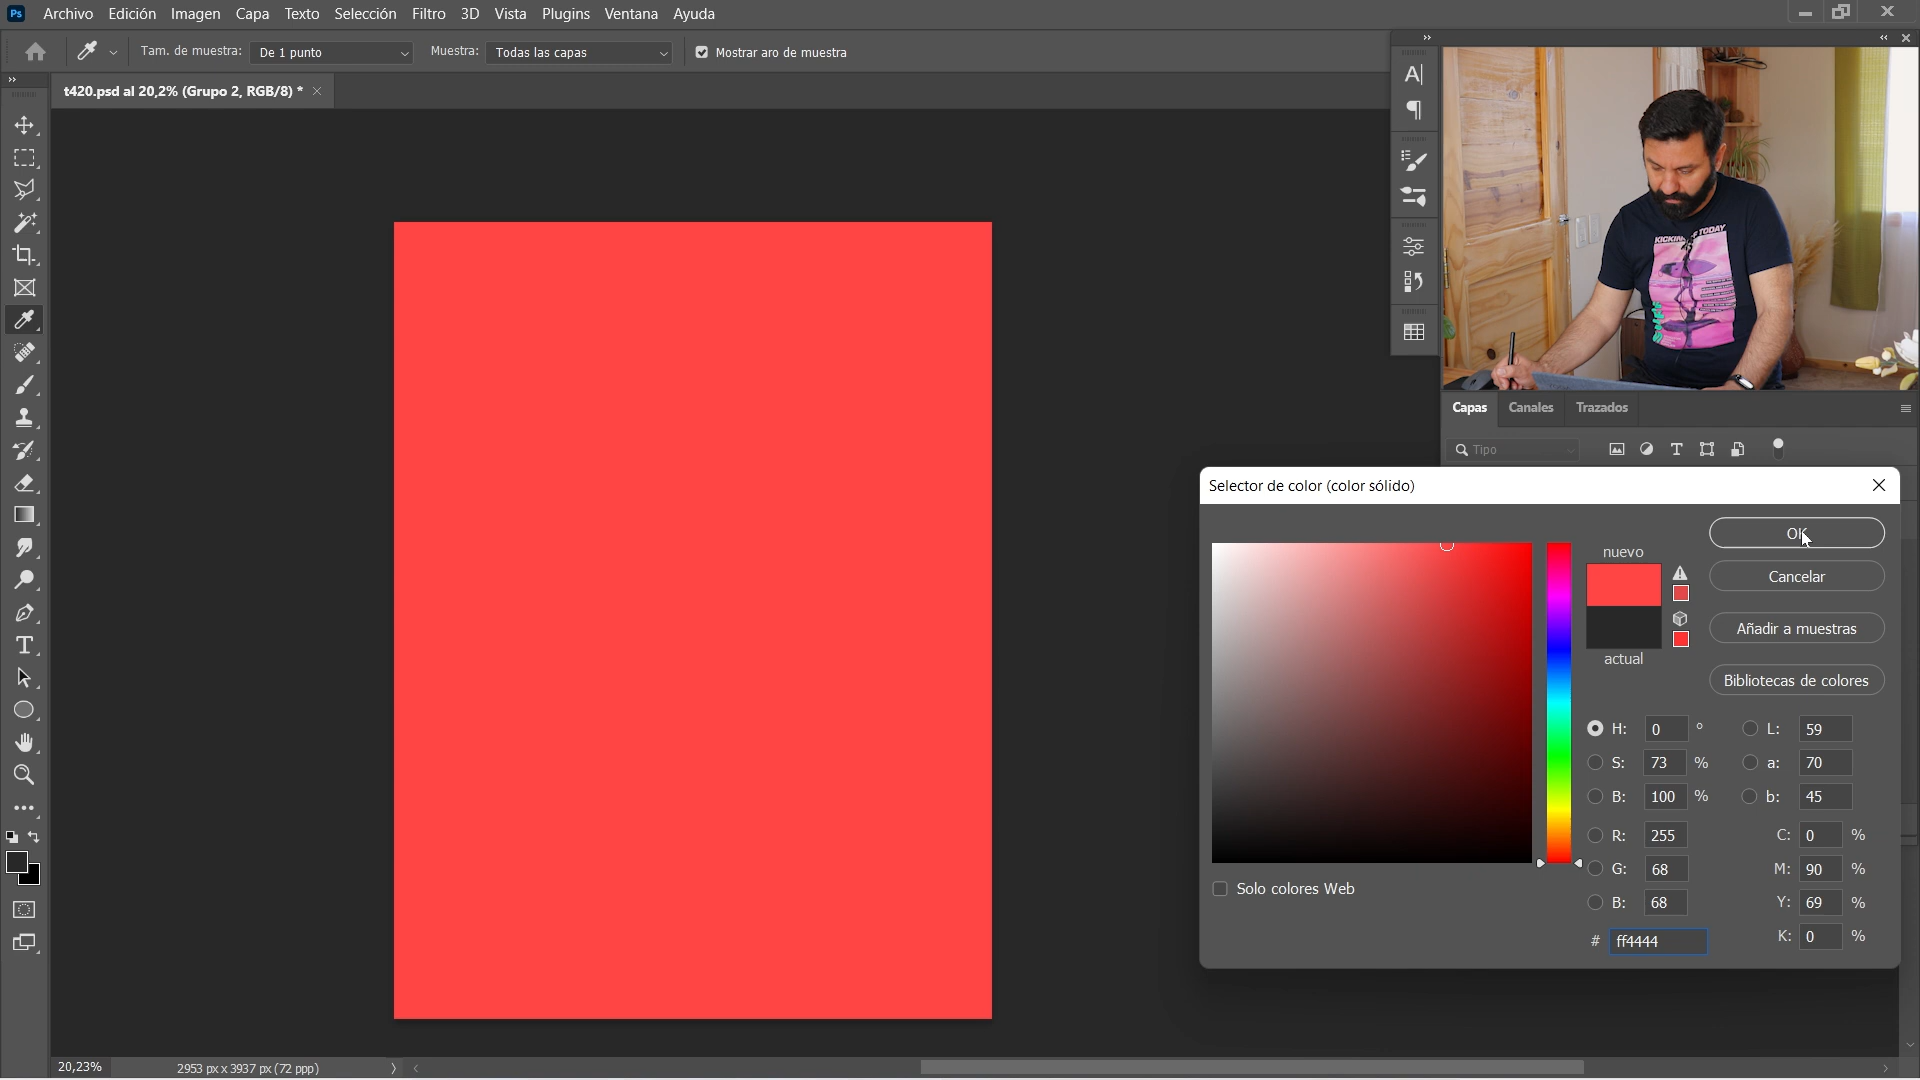 Ps Archivo Edición Imagen Capa Texto Selección Filtro 3D Vista Plugins Ventana Ayuda
Tam. de muestra: De 1 punto Muestra: Todas las capas Mostrar aro de muestra
t420.psd al 20,2% (Grupo 2, RGB/8) *
Capas Canales Trazados
Tipo
Selector de color (color sólido)
nuevo
actual
OK
Cancelar
Añadir a muestras
Bibliotecas de colores
H: 0 ° L: 59
S: 73 % a: 70
B: 100 % b: 45
R: 255 C: 0 %
G: 68 M: 90 %
B: 68 Y: 69 %
# ff4444 K: 0 %
Solo colores Web
20,23% 2953 px x 3937 px (72 ppp)